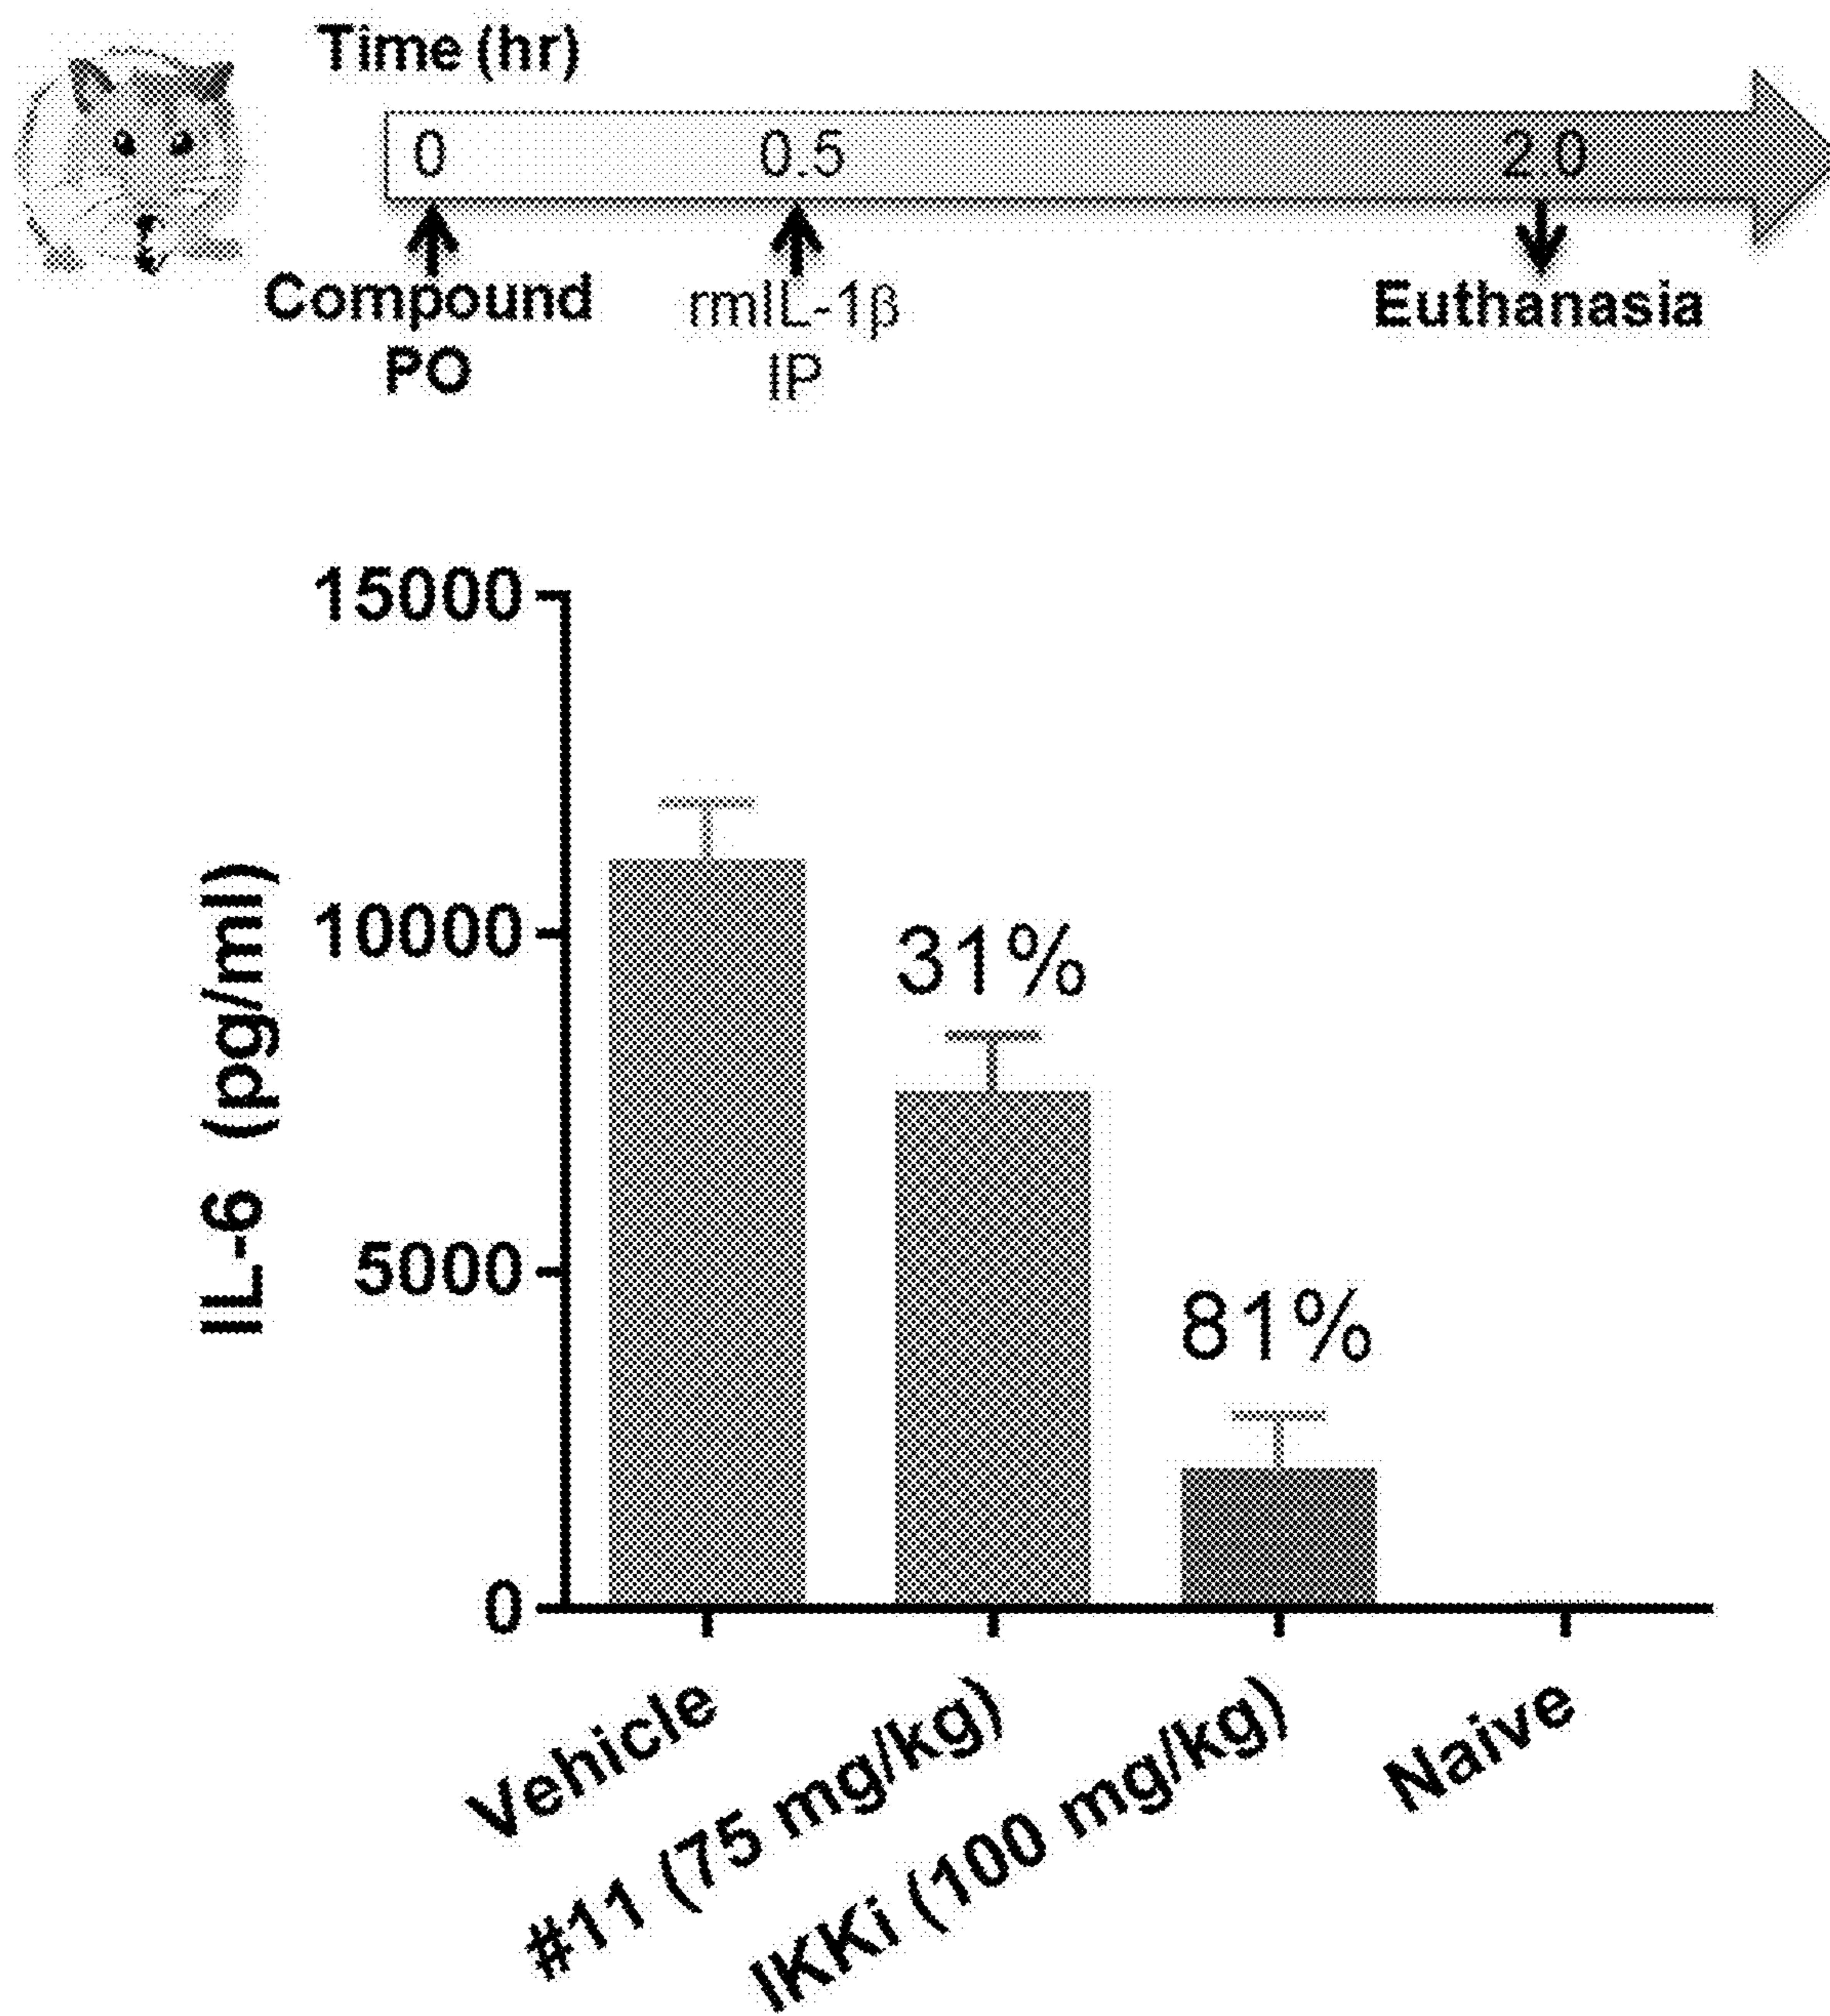 Time (hr)
0 0.5 2.0
Compound rmIL-1β Euthanasia
PO IP
15000
10000
5000
0
IL-6 (pg/ml)
31%
81%
Vehicle
#11 (75 mg/kg)
IKKi (100 mg/kg)
Naive